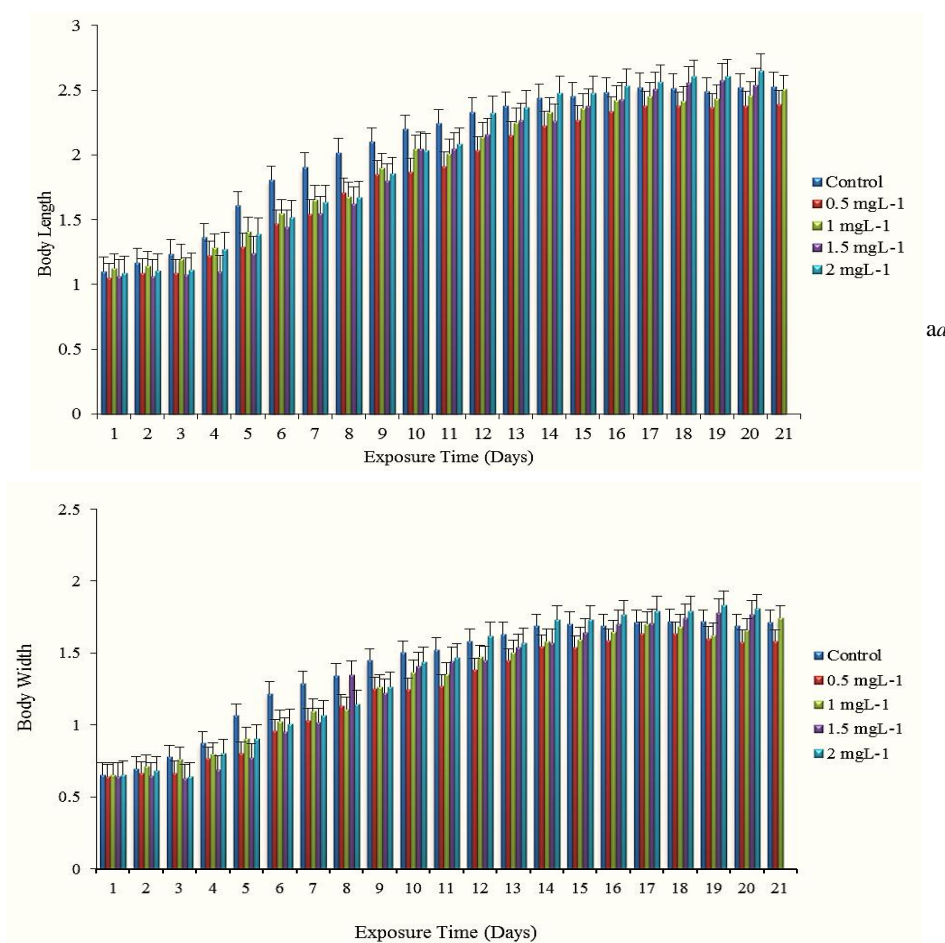 3
2.5
2
1.5
1
0.5
0
Body Length
1 2 3 4 5 6 7 8 9 10 11 12 13 14 15 16 17 18 19 20 21
Exposure Time (Days)
Control
0.5 mgL-1
1 mgL-1
1.5 mgL-1
2 mgL-1
aa
2.5
2
1.5
1
0.5
0
Body Width
1 2 3 4 5 6 7 8 9 10 11 12 13 14 15 16 17 18 19 20 21
Exposure Time (Days)
Control
0.5 mgL-1
1 mgL-1
1.5 mgL-1
2 mgL-1